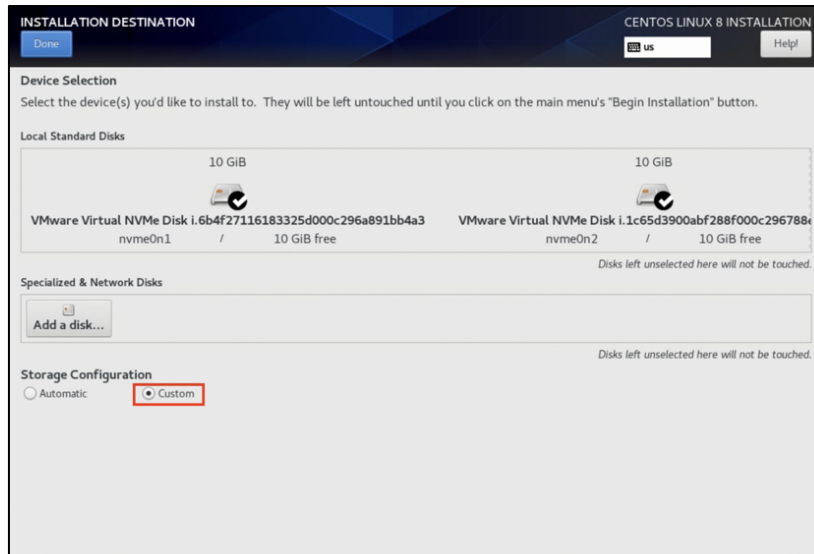 INSTALLATION DESTINATION
CENTOS LINUX 8 INSTALLATION
Done
us
Help!
Device Selection
Select the device(s) you'd like to install to. They will be left untouched until you click on the main menu's "Begin Installation" button.
Local Standard Disks
10 GiB
10 GiB
VMware Virtual NVMe Disk i.6b4f27116183325d000c296a891bb4a3
VMware Virtual NVMe Disk i.1c65d3900abf288f000c296788
nvme0n1 / 10 GiB free
nvme0n2 / 10 GiB free
Disks left unselected here will not be touched.
Specialized & Network Disks
Add a disk...
Disks left unselected here will not be touched.
Storage Configuration
Automatic
Custom